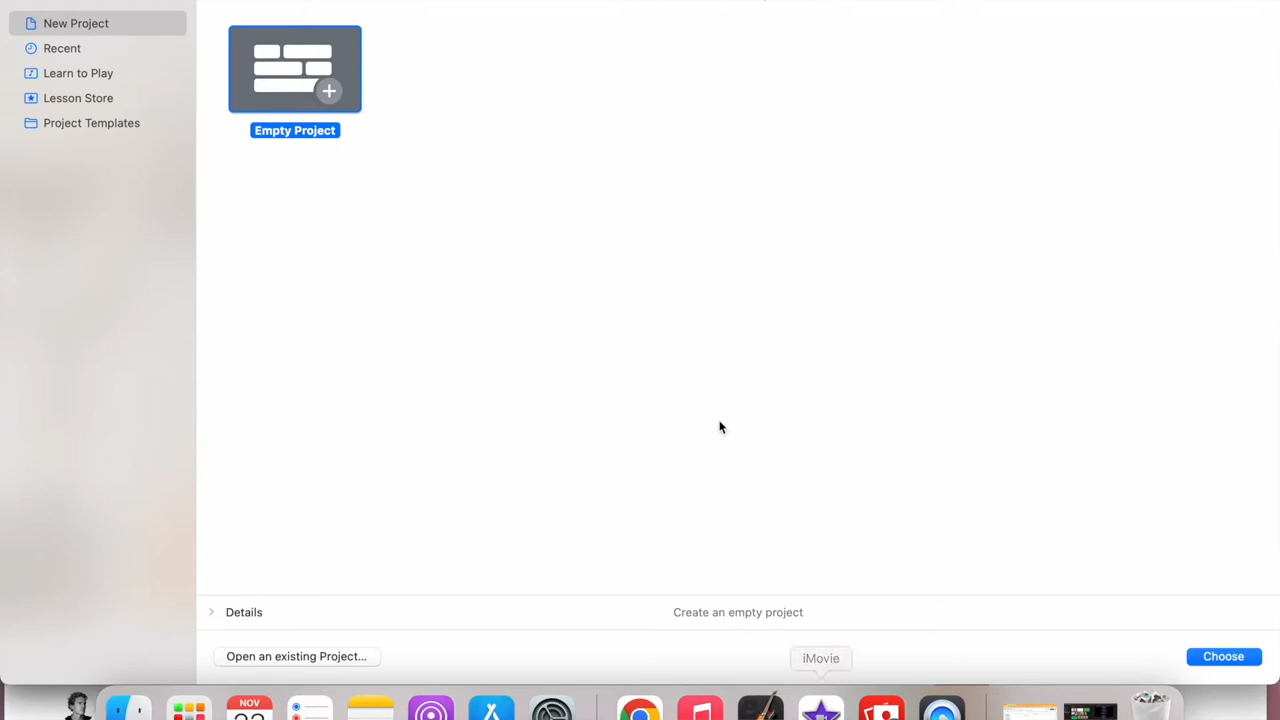 New Project
Recent
Learn to Play
Lesson Store
Project Templates
Empty Project
Details
Create an empty project
Open an existing Project...
iMovie
Choose
NOV